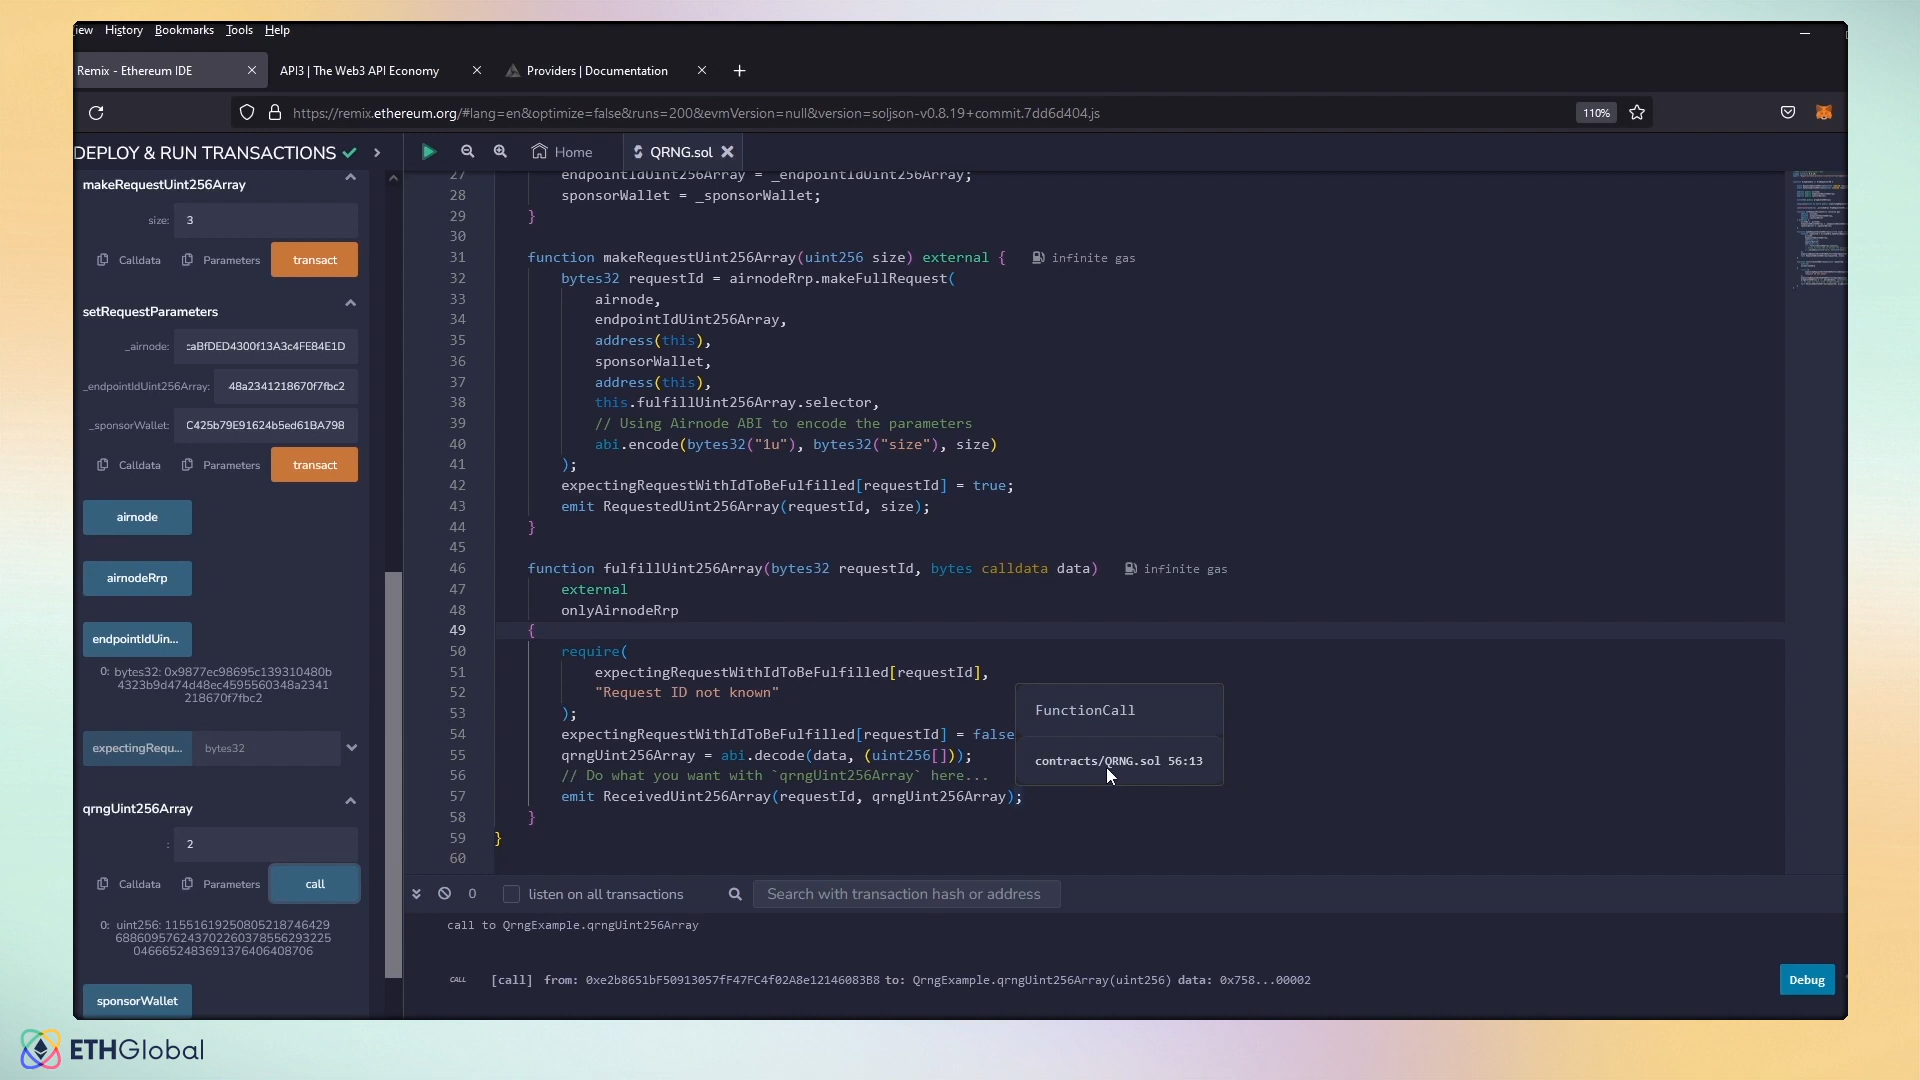 iew History Bookmarks Tools Help
Remix - Ethereum IDE
API3 | The Web3 API Economy
Providers | Documentation
https://remix.ethereum.org/#lang=en&optimize=false&runs=200&evmVersion=null&version=soljson-v0.8.19+commit.7dd6d404.js
110%
DEPLOY & RUN TRANSACTIONS
Home
QRNG.sol
makeRequestUint256Array
size: 3
Calldata Parameters transact
setRequestParameters
_airnode: :aBfDED4300f13A3c4FE84E1D
_endpointIdUint256Array: 48a2341218670f7fbc2
_sponsorWallet: C425b79E91624b5ed61BA798
Calldata Parameters transact
airnode
airnodeRrp
endpointIdUin...
0: bytes32: 0x9877ec98695c139310480b
4323b9d474d48ec4595560348a2341
218670f7fbc2
expectingRequ... bytes32
qrngUint256Array
: 2
Calldata Parameters call
0: uint256: 11551619250805218746429
68860957624370226037855629322 5
04666524836913764064087​06
sponsorWallet
27 endpointIdUint256Array = _endpointIdUint256Array;
28 sponsorWallet = _sponsorWallet;
29 }
30
31 function makeRequestUint256Array(uint256 size) external { infinite gas
32 bytes32 requestId = airnodeRrp.makeFullRequest(
33 airnode,
34 endpointIdUint256Array,
35 address(this),
36 sponsorWallet,
37 address(this),
38 this.fulfillUint256Array.selector,
39 // Using Airnode ABI to encode the parameters
40 abi.encode(bytes32("1u"), bytes32("size"), size)
41 );
42 expectingRequestWithIdToBeFulfilled[requestId] = true;
43 emit RequestedUint256Array(requestId, size);
44 }
45
46 function fulfillUint256Array(bytes32 requestId, bytes calldata data) infinite gas
47 external
48 onlyAirnodeRrp
49 {
50 require(
51 expectingRequestWithIdToBeFulfilled[requestId],
52 "Request ID not known"
53 );
54 expectingRequestWithIdToBeFulfilled[requestId] = false
55 qrngUint256Array = abi.decode(data, (uint256[]));
56 // Do what you want with `qrngUint256Array` here...
57 emit ReceivedUint256Array(requestId, qrngUint256Array);
58 }
59 }
60
FunctionCall
contracts/QRNG.sol 56:13
0 listen on all transactions Search with transaction hash or address
call to QrngExample.qrngUint256Array
CALL [call] from: 0xe2b8651bF50913057fF47FC4f02A8e12146083B8 to: QrngExample.qrngUint256Array(uint256) data: 0x758...00002
Debug
ETHGlobal